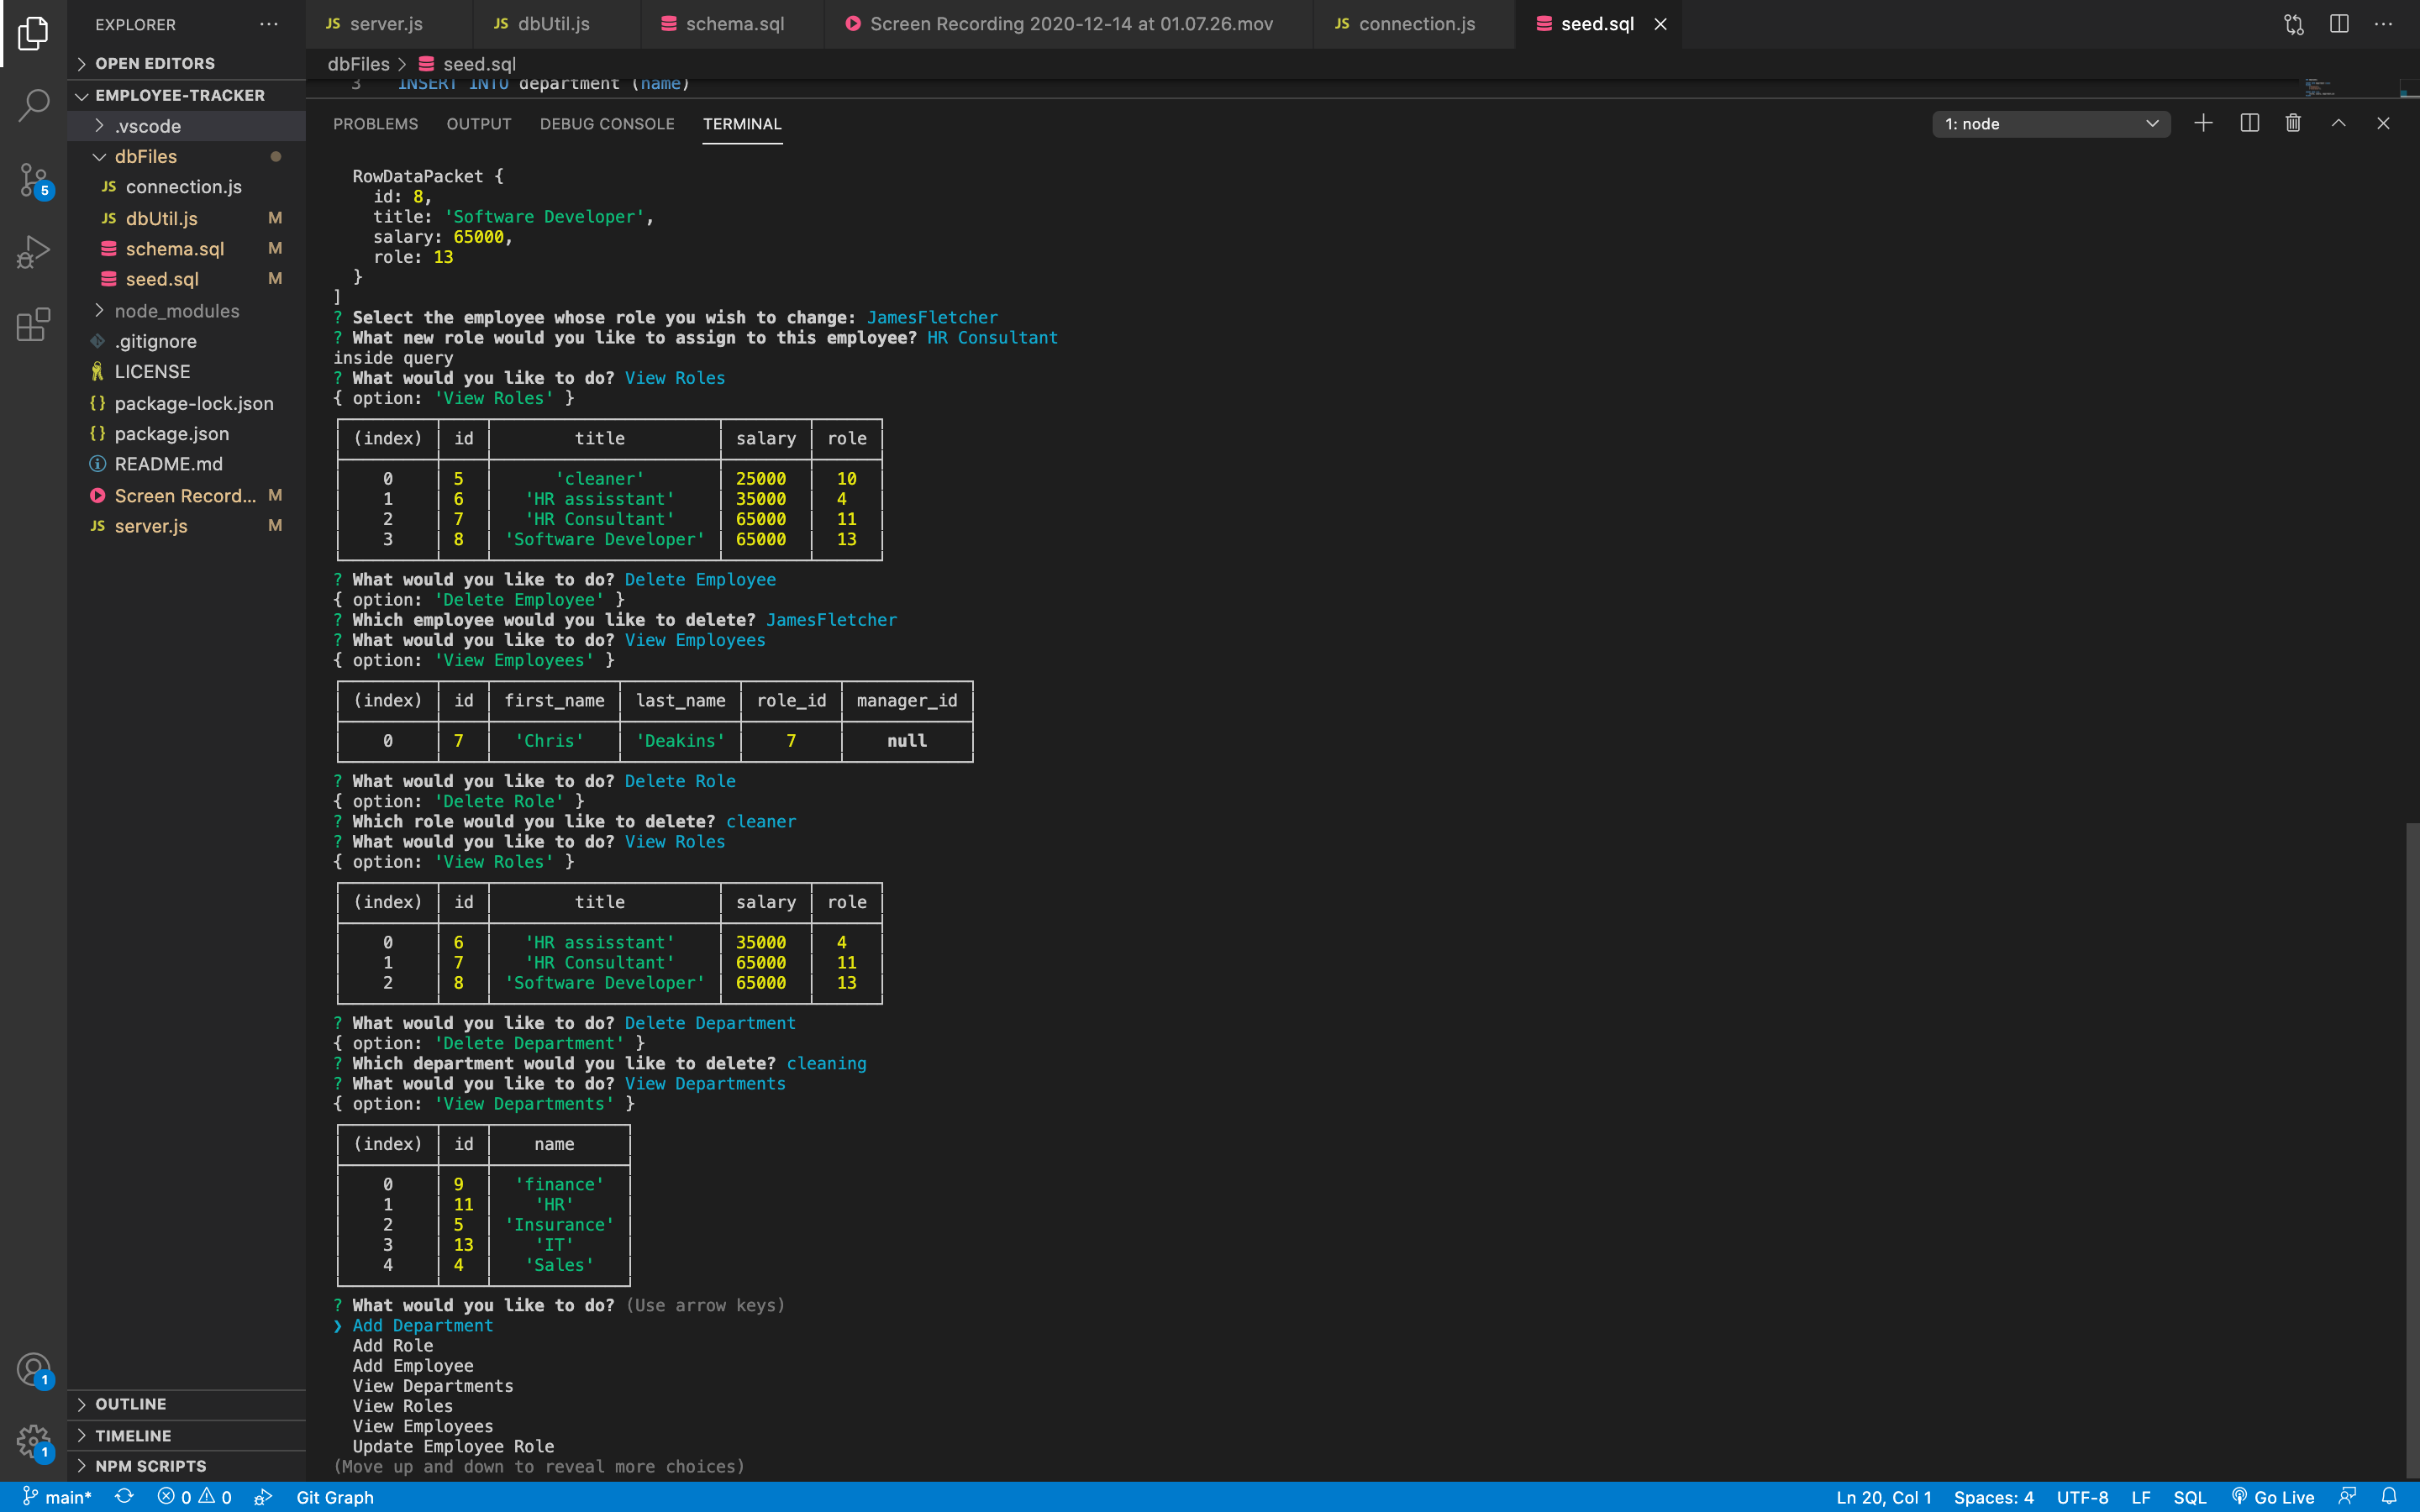 EXPLORER
OPEN EDITORS
EMPLOYEE-TRACKER
.vscode
dbFiles
JS connection.js
JS dbUtil.js M
schema.sql M
seed.sql M
node_modules
.gitignore
LICENSE
{} package-lock.json
{} package.json
README.md
Screen Record... M
JS server.js M
OUTLINE
TIMELINE
NPM SCRIPTS
5
1
1
JS server.js JS dbUtil.js schema.sql Screen Recording 2020-12-14 at 01.07.26.mov JS connection.js seed.sql
dbFiles > seed.sql
3 INSERT INTO department (name)
PROBLEMS OUTPUT DEBUG CONSOLE TERMINAL 1: node
RowDataPacket {
id: 8,
title: 'Software Developer',
salary: 65000,
role: 13
}
]
? Select the employee whose role you wish to change: JamesFletcher
? What new role would you like to assign to this employee? HR Consultant
inside query
? What would you like to do? View Roles
{ option: 'View Roles' }
(index) id title salary role
0 5 'cleaner' 25000 10
1 6 'HR assisstant' 35000 4
2 7 'HR Consultant' 65000 11
3 8 'Software Developer' 65000 13
? What would you like to do? Delete Employee
{ option: 'Delete Employee' }
? Which employee would you like to delete? JamesFletcher
? What would you like to do? View Employees
{ option: 'View Employees' }
(index) id first_name last_name role_id manager_id
0 7 'Chris' 'Deakins' 7 null
? What would you like to do? Delete Role
{ option: 'Delete Role' }
? Which role would you like to delete? cleaner
? What would you like to do? View Roles
{ option: 'View Roles' }
(index) id title salary role
0 6 'HR assisstant' 35000 4
1 7 'HR Consultant' 65000 11
2 8 'Software Developer' 65000 13
? What would you like to do? Delete Department
{ option: 'Delete Department' }
? Which department would you like to delete? cleaning
? What would you like to do? View Departments
{ option: 'View Departments' }
(index) id name
0 9 'finance'
1 11 'HR'
2 5 'Insurance'
3 13 'IT'
4 4 'Sales'
? What would you like to do? (Use arrow keys)
❯ Add Department
Add Role
Add Employee
View Departments
View Roles
View Employees
Update Employee Role
(Move up and down to reveal more choices)
main* 0 0 Git Graph Ln 20, Col 1 Spaces: 4 UTF-8 LF SQL Go Live